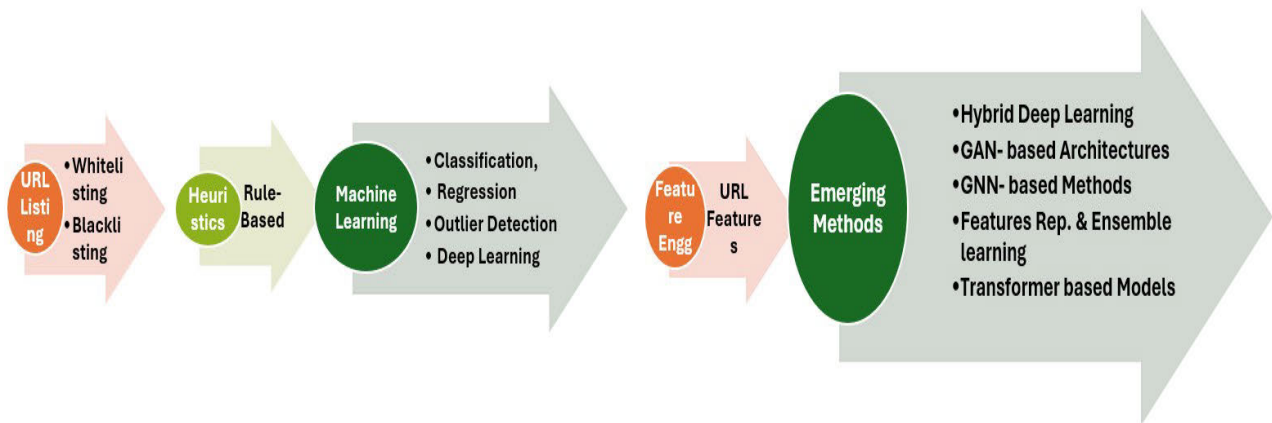 URL
Listi
ng
•Whiteli
sting
•Blackli
sting
Heuri
stics
Rule-
Based
Machine
Learning
•Classification,
• Regression
• Outlier Detection
• Deep Learning
Featu
re
Engg
URL
Feature
s
Emerging
Methods
•Hybrid Deep Learning
•GAN- based Architectures
•GNN- based Methods
•Features Rep. & Ensemble
learning
•Transformer based Models